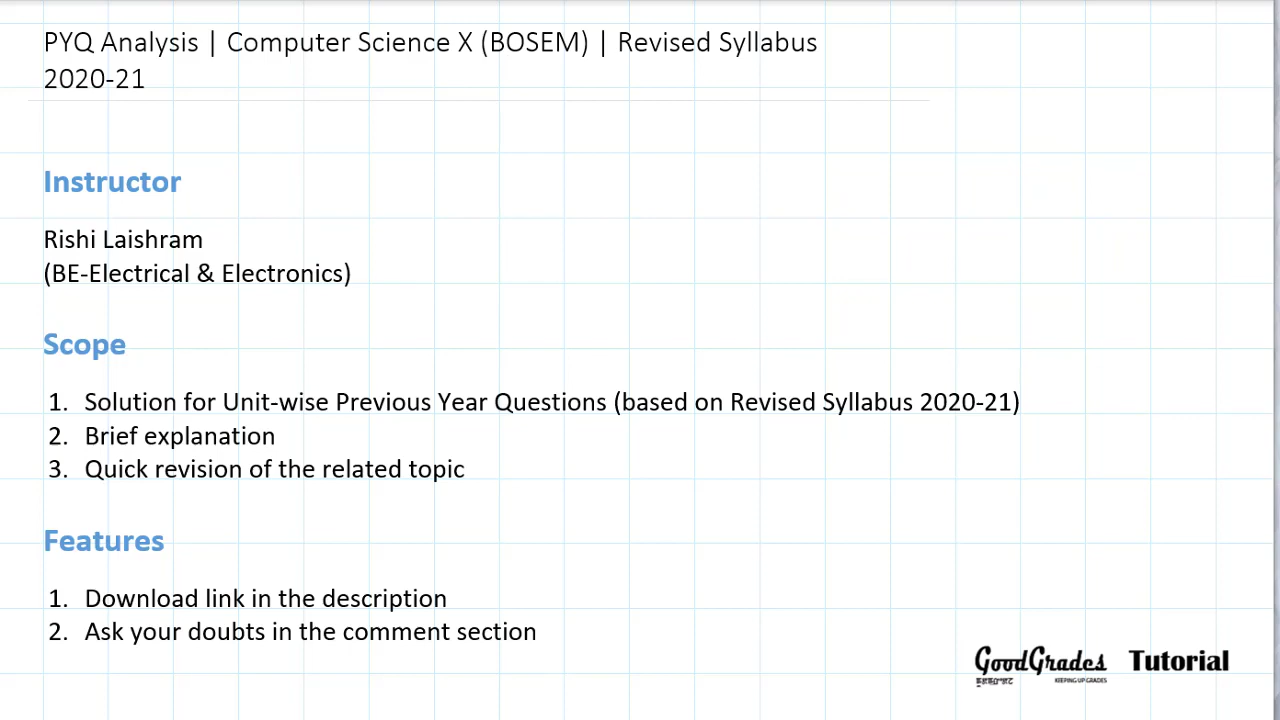 PYQ Analysis | Computer Science X (BOSEM) | Revised Syllabus
2020-21
Instructor
Rishi Laishram
(BE-Electrical & Electronics)
Scope
1. Solution for Unit-wise Previous Year Questions (based on Revised Syllabus 2020-21)
2. Brief explanation
3. Quick revision of the related topic
Features
1. Download link in the description
2. Ask your doubts in the comment section
GoodGrades Tutorial
KEEPING UP GRADES